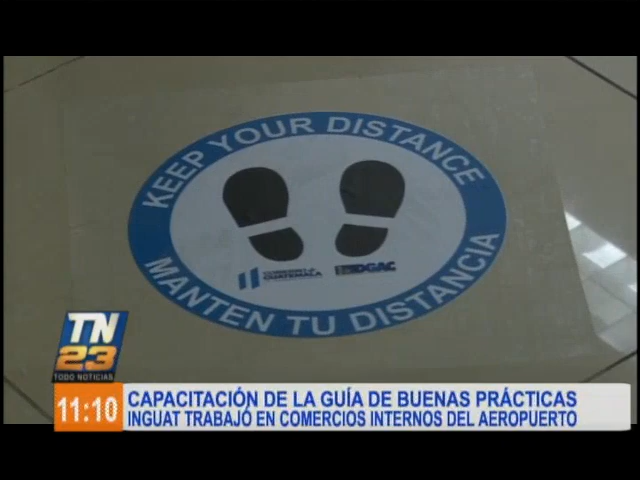 KEEP YOUR DISTANCE
GUATEMALA
DGAC
MANTEN TU DISTANCIA
TN
23
TODO NOTICIAS
11:10
CAPACITACIÓN DE LA GUÍA DE BUENAS PRÁCTICAS
INGUAT TRABAJÓ EN COMERCIOS INTERNOS DEL AEROPUERTO